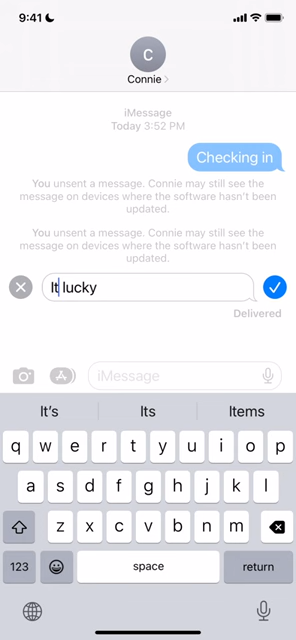 9:41
C
Connie
iMessage
Today 3:52 PM
Checking in
You unsent a message. Connie may still see the
message on devices where the software hasn't been
updated.
You unsent a message. Connie may still see the
message on devices where the software hasn't been
updated.
It lucky
Delivered
iMessage
It's Its Items
q w e r t y u i o p
a s d f g h j k l
z x c v b n m
123 space return